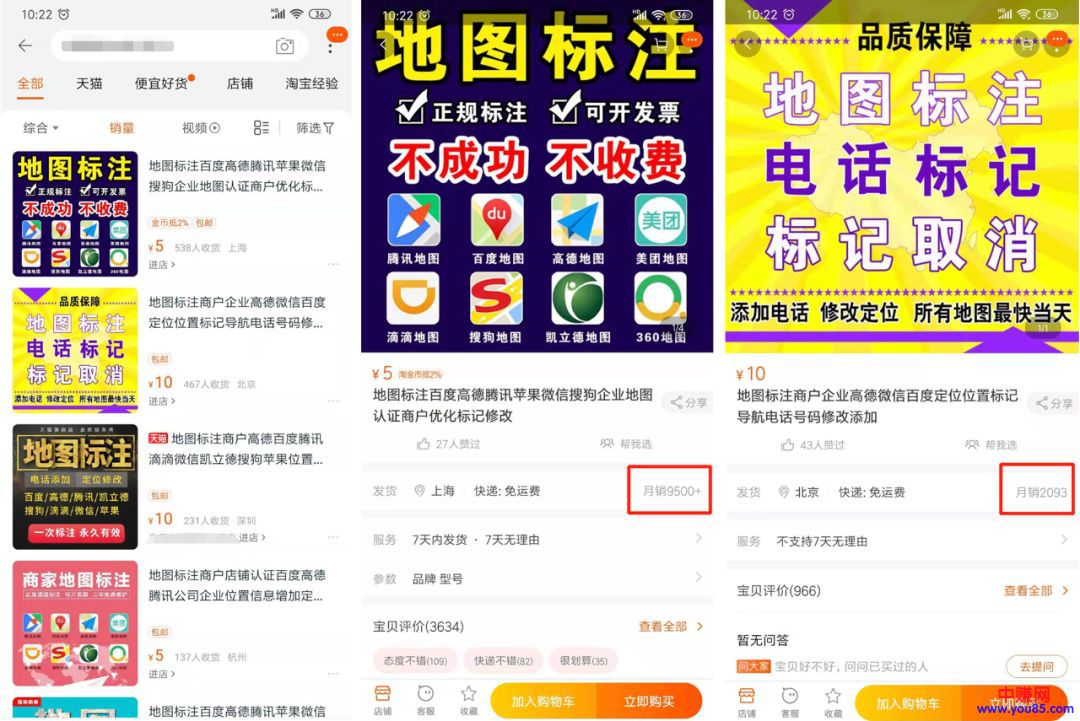 10:22
36
全部
天猫
便宜好货
店铺
淘宝经验
综合
销量
视频
筛选
地图标注
正规标注 可开发票
不成功 不收费
地图标注百度高德腾讯苹果微信
搜狗企业地图认证商户优化标...
金币抵2% 包邮
¥5 538人收货 上海
进店
品质保障
地图标注
电话标记
标记取消
添加电话 修改定位 所有地图最快当天
地图标注商户企业高德微信百度
定位位置标记导航电话号码修...
包邮
¥10 467人收货 北京
进店
地图标注
电话添加 定位修改
百度/高德/腾讯/凯立德
搜狗/滴滴/微信/苹果
一次标注 永久有效
天猫 地图标注商户高德百度腾讯
滴滴微信凯立德搜狗苹果位置...
包邮
¥10 231人收货 深圳
进店
商家地图标注
地图标注商户店铺认证百度高德
腾讯公司企业位置信息增加定...
包邮
¥5 137人收货 杭州
进店
地图标注百度高德腾讯苹果微信
10:22
36
地图标注
正规标注 可开发票
不成功 不收费
du
美团
腾讯地图 百度地图 高德地图 美团地图
滴滴地图 搜狗地图 凯立德地图 360地图
1/4
¥5 淘金币抵2%
地图标注百度高德腾讯苹果微信搜狗企业地图
认证商户优化标记修改
分享
27人赞过
帮我选
发货 上海 快递: 免运费 月销9500+
服务 7天内发货 · 7天无理由
参数 品牌 型号
宝贝评价(3634) 查看全部
态度不错(109) 快递不错(82) 很划算(35)
店铺 客服 收藏 加入购物车 立即购买
10:22
36
品质保障
地图标注
电话标记
标记取消
添加电话 修改定位 所有地图最快当天
1/1
¥10
地图标注商户企业高德微信百度定位位置标记
导航电话号码修改添加
分享
43人赞过
帮我选
发货 北京 快递: 免运费 月销2093
服务 不支持7天无理由
宝贝评价(966) 查看全部
暂无问答
问大家 宝贝好不好，问问已买过的人 去提问
店铺 客服 收藏 加入购物车
中赚网
www.you85.com